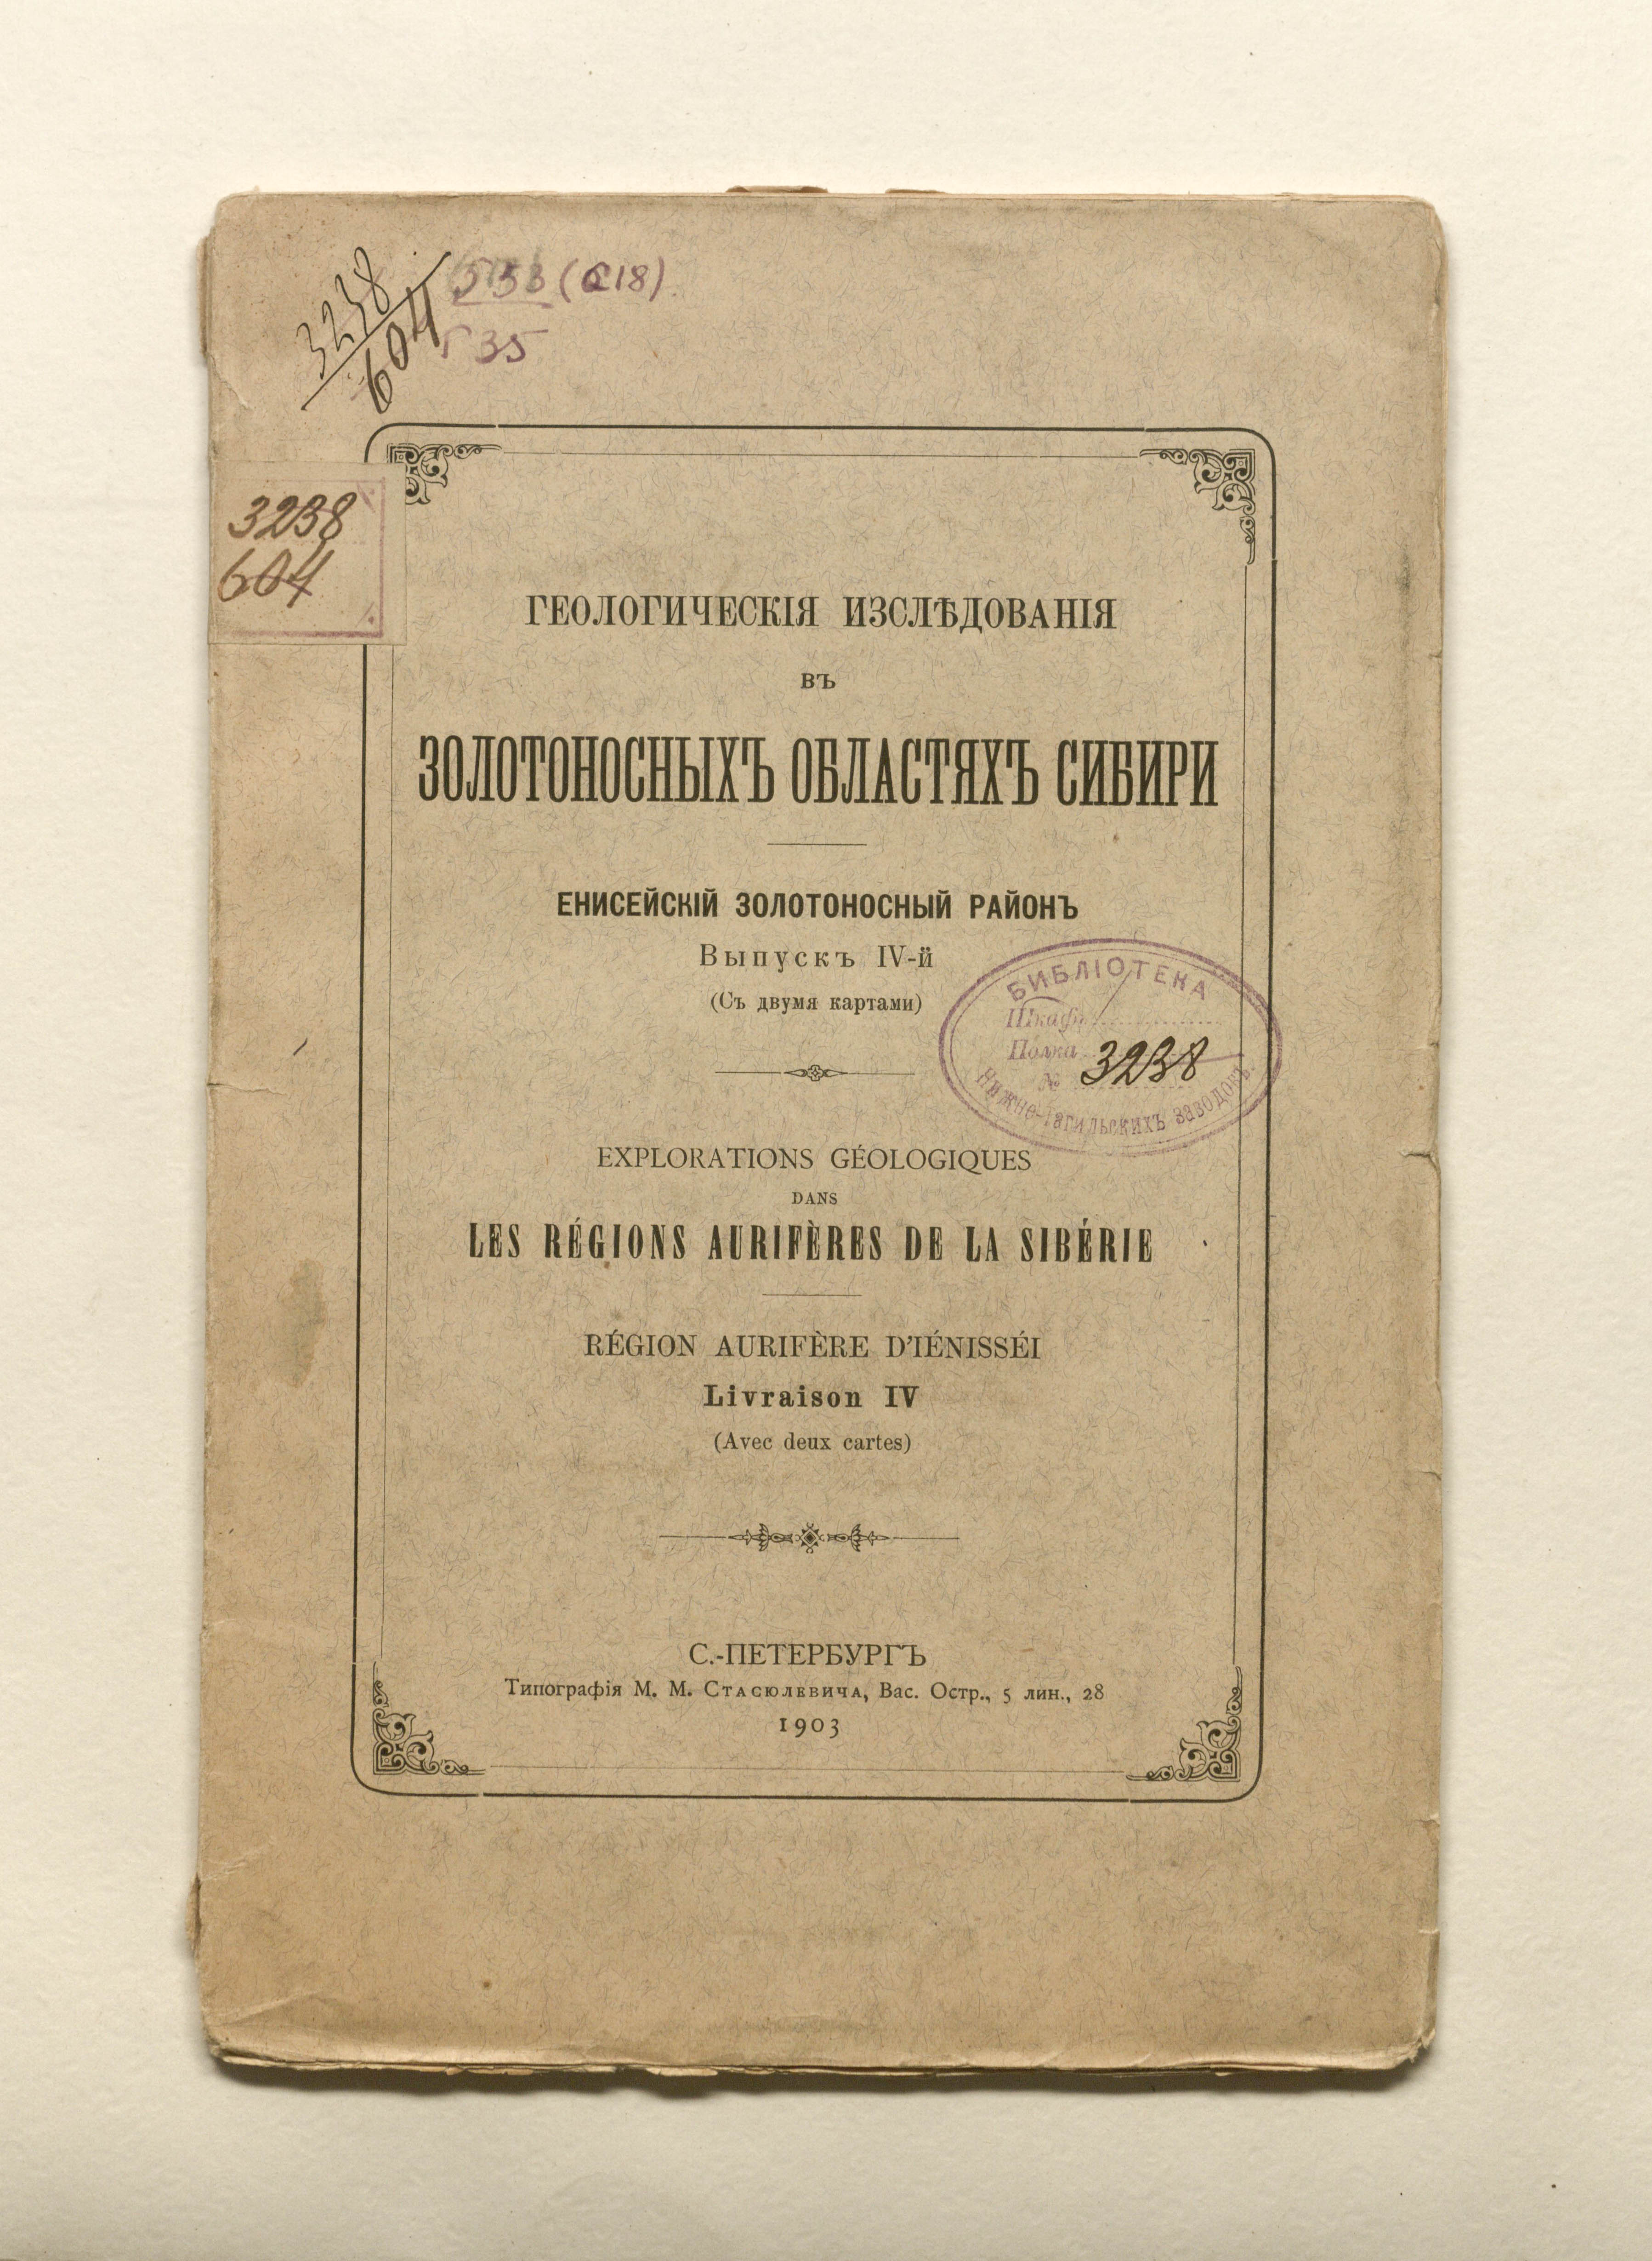 3238
604
553 (С18)
Г35
3238
604
ГЕОЛОГИЧЕСКІЯ ИЗСЛѢДОВАНІЯ
ВЪ
ЗОЛОТОНОСНЫХЪ ОБЛАСТЯХЪ СИБИРИ
ЕНИСЕЙСКІЙ ЗОЛОТОНОСНЫЙ РАЙОНЪ
Выпускъ IV-й
(Съ двумя картами)
БИБЛІОТЕКА
Шкафъ
Полка
№ 3238
Нижне-Тагильскихъ заводовъ.
EXPLORATIONS GÉOLOGIQUES
DANS
LES RÉGIONS AURIFÈRES DE LA SIBÉRIE
RÉGION AURIFÈRE D'IÉNISSÉI
Livraison IV
(Avec deux cartes)
С.-ПЕТЕРБУРГЪ
Типографія М. М. Стасюлевича, Вас. Остр., 5 лин., 28
1903